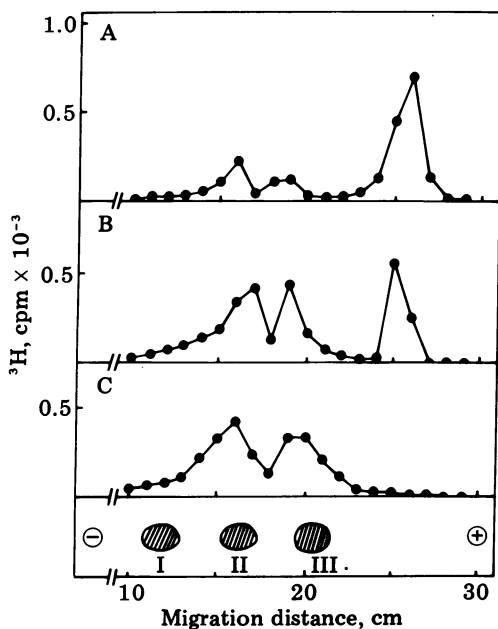 A
1.0
0.5
B
0.5
C
0.5
³H, cpm × 10⁻³
⊖ ⊕
I II III
10 20 30
Migration distance, cm